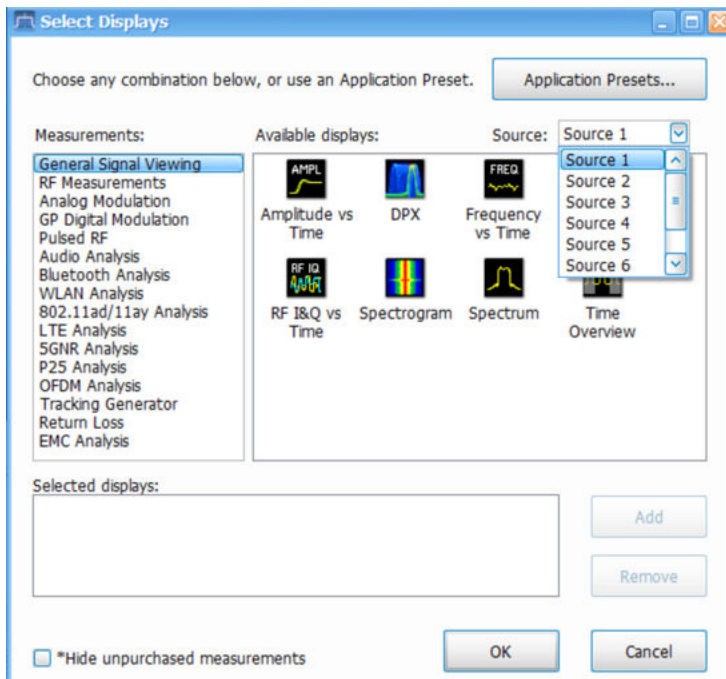 Select Displays
Choose any combination below, or use an Application Preset.
Application Presets...
Measurements:
Available displays:
Source:
Source 1
General Signal Viewing
RF Measurements
Analog Modulation
GP Digital Modulation
Pulsed RF
Audio Analysis
Bluetooth Analysis
WLAN Analysis
802.11ad/11ay Analysis
LTE Analysis
5GNR Analysis
P25 Analysis
OFDM Analysis
Tracking Generator
Return Loss
EMC Analysis
AMPL
Amplitude vs
Time
DPX
FREQ
Frequency
vs Time
Source 1
Source 2
Source 3
Source 4
Source 5
Source 6
RF IQ
RF I&Q vs
Time
Spectrogram
Spectrum
Time
Overview
Selected displays:
Add
Remove
*Hide unpurchased measurements
OK
Cancel